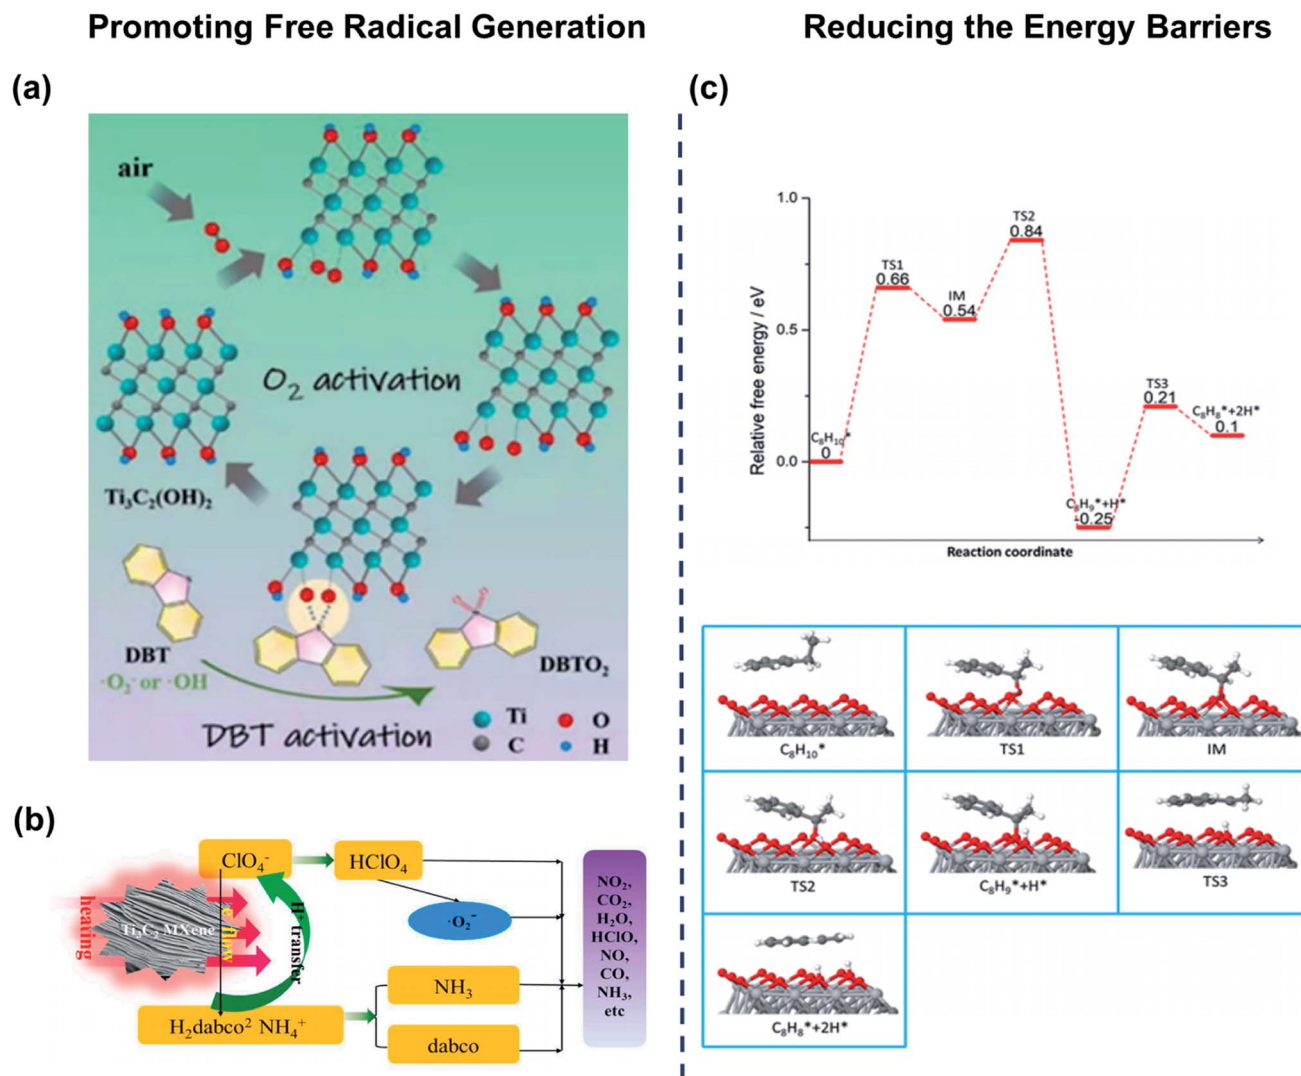 Promoting Free Radical Generation
Reducing the Energy Barriers
(a)
air
O₂ activation
Ti₃C₂(OH)₂
DBT
·O₂⁻ or ·OH
DBTO₂
DBT activation
Ti
O
C
H
(b)
heating
Ti₃C₂ MXene
e⁻ flow
H⁺ transfer
ClO₄⁻
HClO₄
·O₂⁻
H₂dabco² NH₄⁺
NH₃
dabco
NO₂,
CO₂,
H₂O,
HClO,
NO,
CO,
NH₃,
etc
(c)
Relative free energy / eV
1.0
0.5
0.0
C₈H₁₀*
0
TS1
0.66
IM
0.54
TS2
0.84
C₈H₉*+H*
-0.25
TS3
0.21
C₈H₈*+2H*
0.1
Reaction coordinate
C₈H₁₀*
TS1
IM
TS2
C₈H₉*+H*
TS3
C₈H₈*+2H*